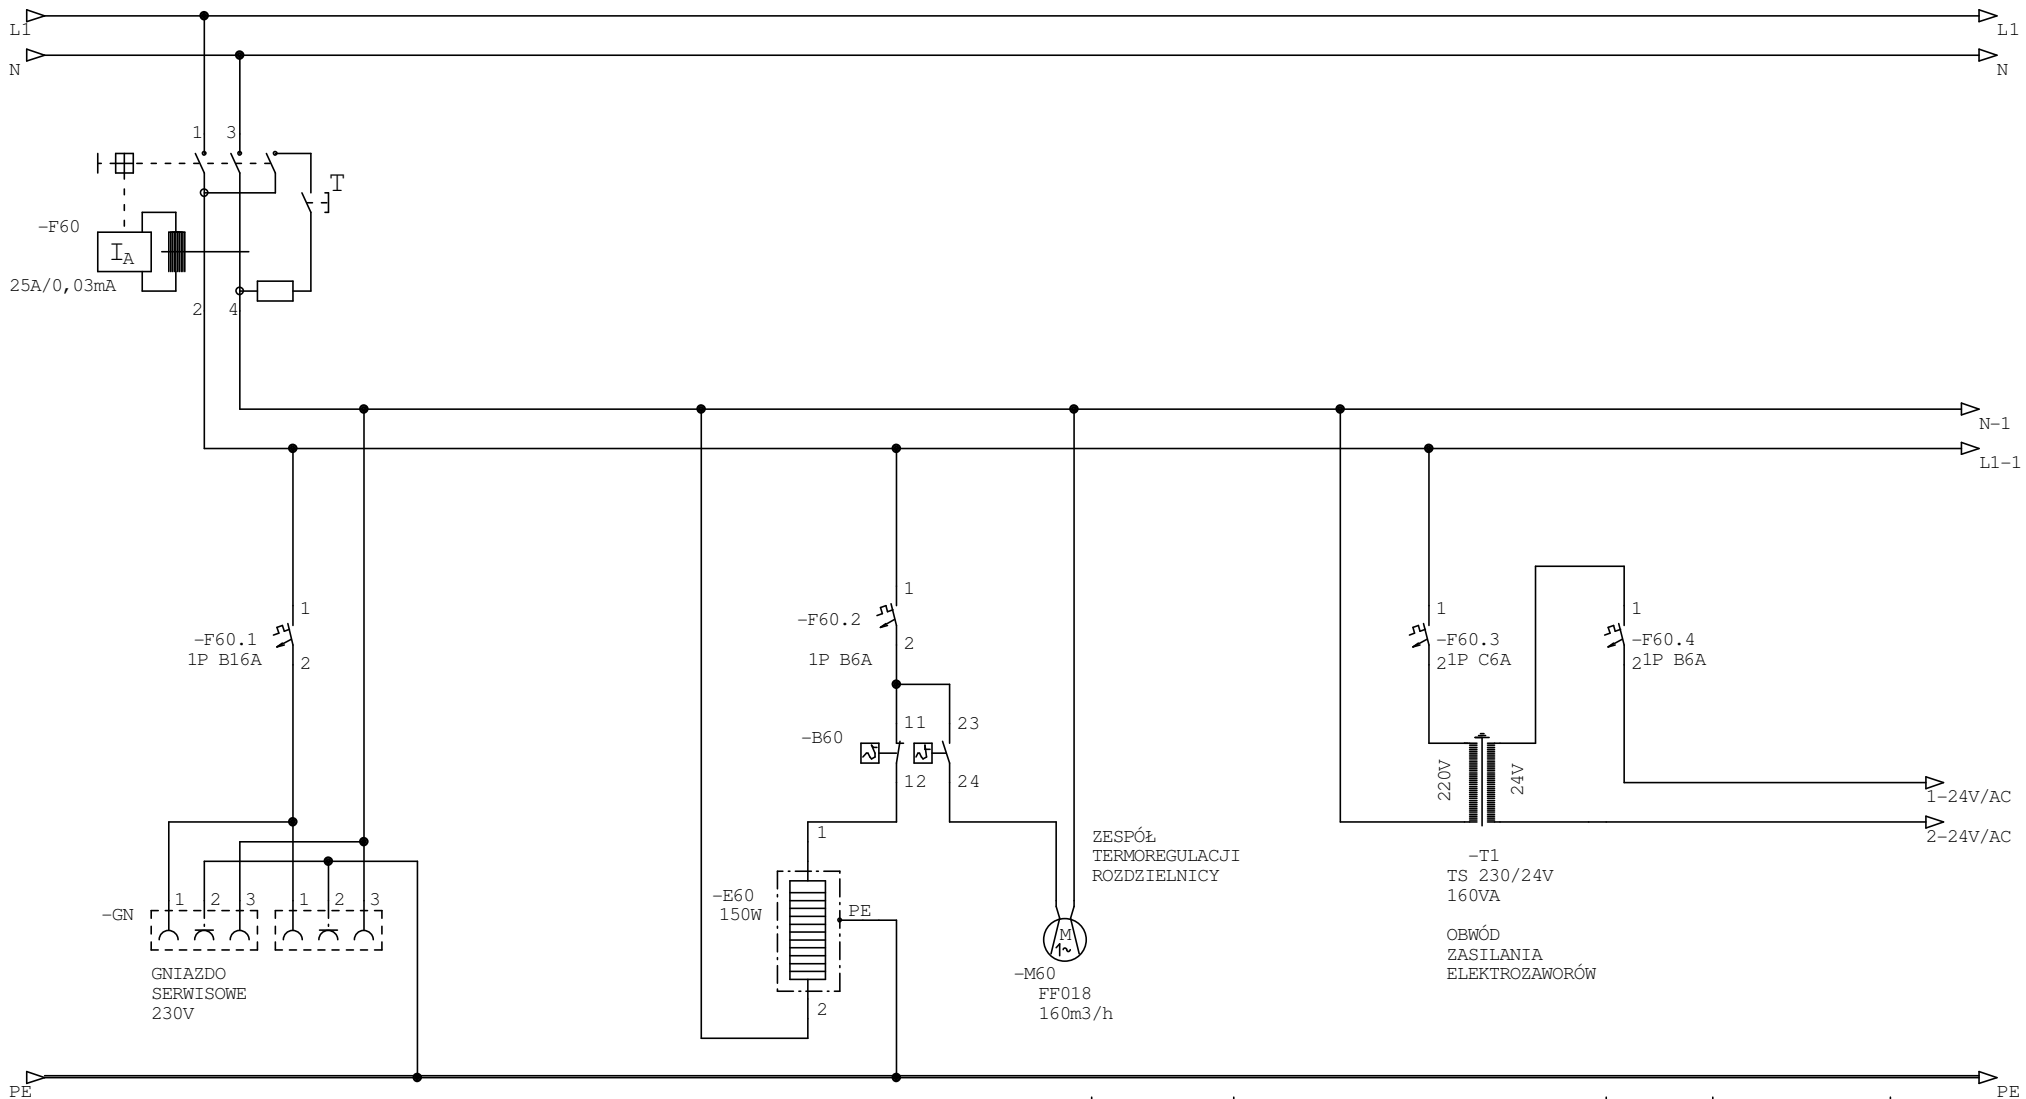 L1
L1
N
N
1
3
T
-F60
IA
25A/0,03mA
2
4
N-1
L1-1
1
-F60.1
1P B16A
2
1
-F60.2
2
1P B6A
1
-F60.3
2 1P C6A
1
-F60.4
2 1P B6A
11
23
-B60
12
24
220V
24V
1-24V/AC
2-24V/AC
1
ZESPÓŁ
TERMOREGULACJI
ROZDZIELNICY
-T1
TS 230/24V
160VA
-E60
150W
PE
1 2 3 1 2 3
-GN
M
1~
OBWÓD
ZASILANIA
ELEKTROZAWORÓW
GNIAZDO
SERWISOWE
230V
-M60
FF018
160m3/h
2
PE
PE